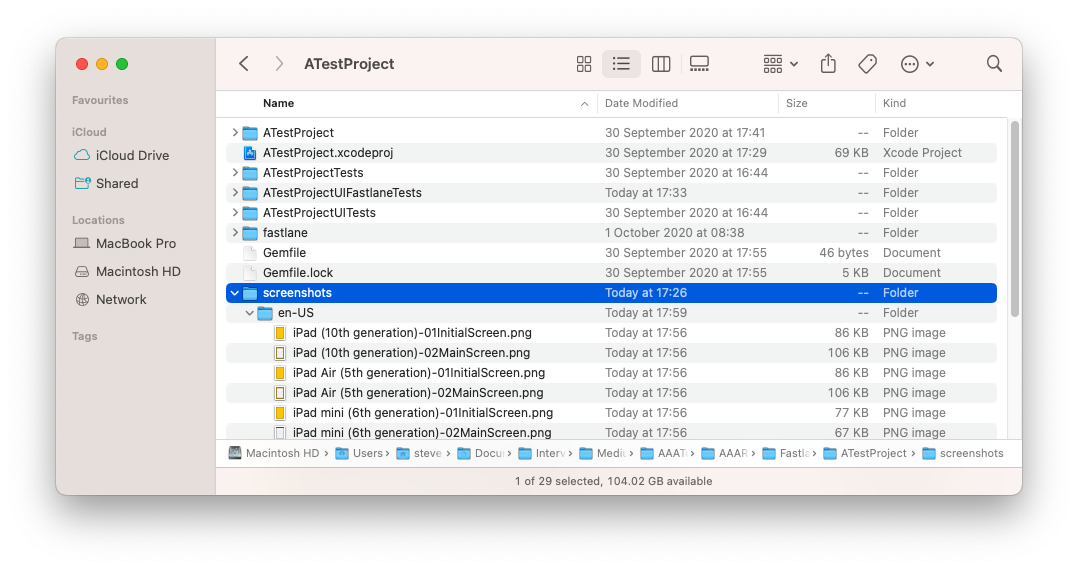 ATestProject
Favourites
iCloud
iCloud Drive
Shared
Locations
MacBook Pro
Macintosh HD
Network
Tags
Name Date Modified Size Kind
ATestProject 30 September 2020 at 17:41 -- Folder
ATestProject.xcodeproj 30 September 2020 at 17:29 69 KB Xcode Project
ATestProjectTests 30 September 2020 at 16:44 -- Folder
ATestProjectUIFastlaneTests Today at 17:33 -- Folder
ATestProjectUITests 30 September 2020 at 16:44 -- Folder
fastlane 1 October 2020 at 08:38 -- Folder
Gemfile 30 September 2020 at 17:55 46 bytes Document
Gemfile.lock 30 September 2020 at 17:55 5 KB Document
screenshots Today at 17:26 -- Folder
en-US Today at 17:59 -- Folder
iPad (10th generation)-01InitialScreen.png Today at 17:56 86 KB PNG image
iPad (10th generation)-02MainScreen.png Today at 17:56 106 KB PNG image
iPad Air (5th generation)-01InitialScreen.png Today at 17:56 86 KB PNG image
iPad Air (5th generation)-02MainScreen.png Today at 17:56 106 KB PNG image
iPad mini (6th generation)-01InitialScreen.png Today at 17:56 77 KB PNG image
iPad mini (6th generation)-02MainScreen.png Today at 17:56 67 KB PNG image
Macintosh HD › Users › steve › Docu › Interv › Mediu › AAAT › AAAR › Fastla › ATestProject › screenshots
1 of 29 selected, 104.02 GB available